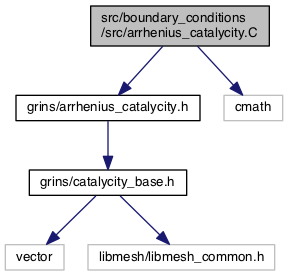 src/boundary_conditions
/src/arrhenius_catalycity.C
grins/arrhenius_catalycity.h
cmath
grins/catalycity_base.h
vector
libmesh/libmesh_common.h